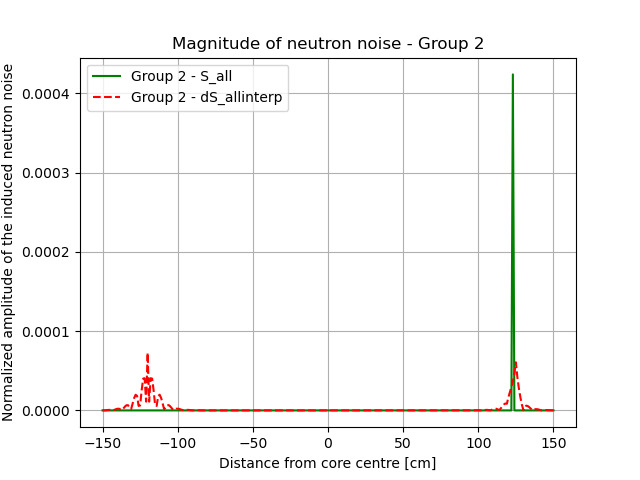 Magnitude of neutron noise - Group 2
Group 2 - S_all
Group 2 - dS_allinterp
Normalized amplitude of the induced neutron noise
0.0004
0.0003
0.0002
0.0001
0.0000
−150
−100
−50
0
50
100
150
Distance from core centre [cm]